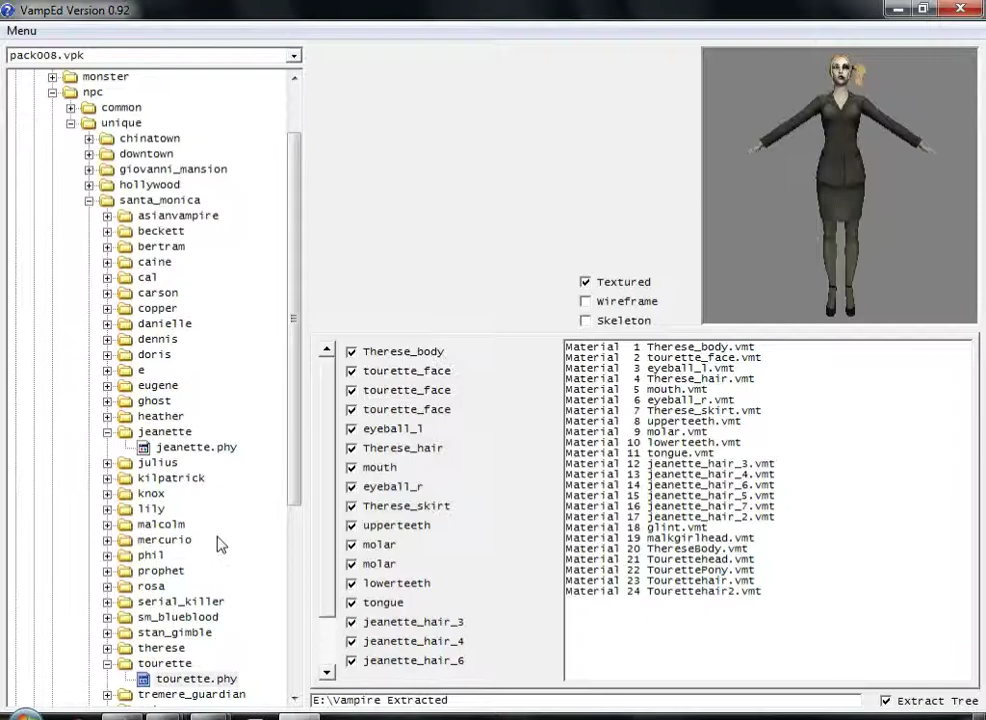 VampEd Version 0.92
Menu
pack008.vpk
monster
npc
common
unique
chinatown
downtown
giovanni_mansion
hollywood
santa_monica
asianvampire
beckett
bertram
caine
cal
carson
copper
danielle
dennis
doris
e
eugene
ghost
heather
jeanette
jeanette.phy
julius
kilpatrick
knox
lily
malcolm
mercurio
phil
prophet
rosa
serial_killer
sm_blueblood
stan_gimble
therese
tourette
tourette.phy
tremere_guardian
Textured
Wireframe
Skeleton
Therese_body
tourette_face
tourette_face
tourette_face
eyeball_l
Therese_hair
mouth
eyeball_r
Therese_skirt
upperteeth
molar
molar
lowerteeth
tongue
jeanette_hair_3
jeanette_hair_4
jeanette_hair_6
Material 1 Therese_body.vmt
Material 2 tourette_face.vmt
Material 3 eyeball_l.vmt
Material 4 Therese_hair.vmt
Material 5 mouth.vmt
Material 6 eyeball_r.vmt
Material 7 Therese_skirt.vmt
Material 8 upperteeth.vmt
Material 9 molar.vmt
Material 10 lowerteeth.vmt
Material 11 tongue.vmt
Material 12 jeanette_hair_3.vmt
Material 13 jeanette_hair_4.vmt
Material 14 jeanette_hair_6.vmt
Material 15 jeanette_hair_5.vmt
Material 16 jeanette_hair_7.vmt
Material 17 jeanette_hair_2.vmt
Material 18 glint.vmt
Material 19 malkgirlhead.vmt
Material 20 ThereseBody.vmt
Material 21 Tourettehead.vmt
Material 22 TourettePony.vmt
Material 23 Tourettehair.vmt
Material 24 Tourettehair2.vmt
E:\Vampire Extracted
Extract Tree